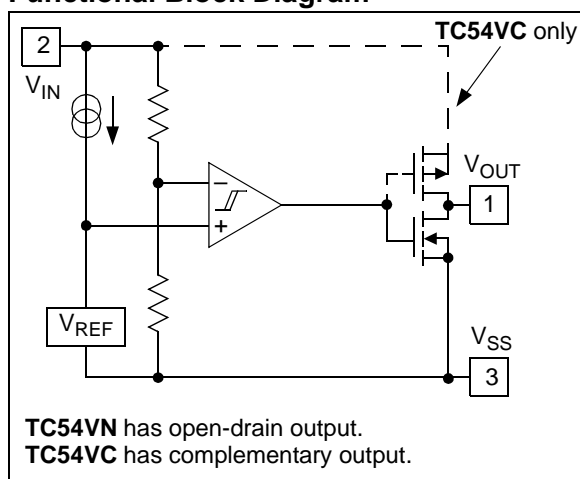 Functional Block Diagram
TC54VC only
2
VIN
VOUT
1
−
+
VREF
VSS
3
TC54VN has open-drain output.
TC54VC has complementary output.